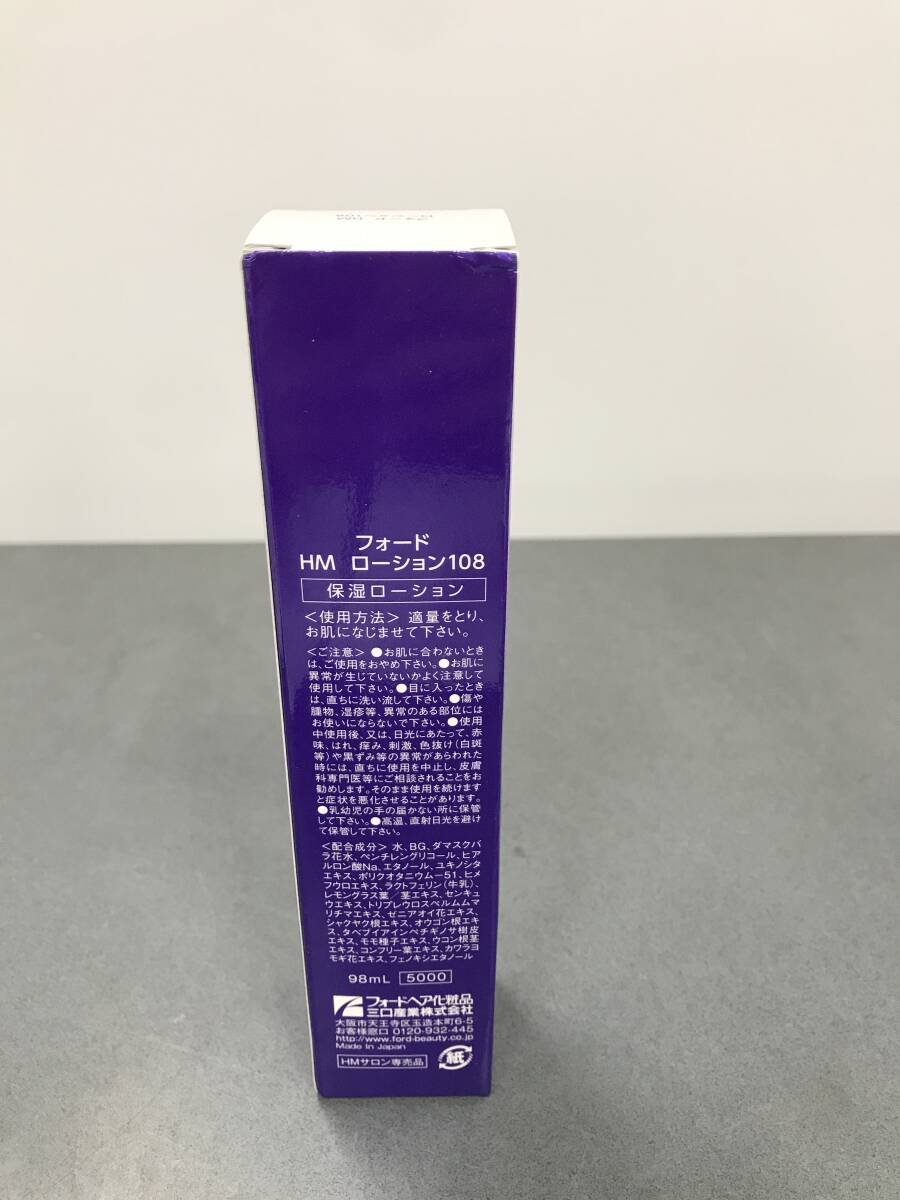 フォード HM
ローション108
フォード
HM ローション108
保湿ローション
＜使用方法＞ 適量をとり、
お肌になじませて下さい。
＜ご注意＞ ●お肌に合わないとき
は、ご使用をおやめ下さい。●お肌に
異常が生じていないかよく注意して
使用して下さい。●目に入ったとき
は、直ちに洗い流して下さい。●傷や
腫物、湿疹等、異常のある部位には
お使いにならないで下さい。●使用
中使用後、又は、日光にあたって、赤
味、はれ、痒み、刺激、色抜け（白斑
等）や黒ずみ等の異常があらわれた
時には、直ちに使用を中止し、皮膚
科専門医等にご相談されることをお
勧めします。そのまま使用を続けます
と症状を悪化させることがあります。
●乳幼児の手の届かない所に保管
して下さい。●高温、直射日光を避け
て保管して下さい。
＜配合成分＞ 水、BG、ダマスクバ
ラ花水、ペンチレングリコール、ヒア
ルロン酸Na、エタノール、ユキノシタ
エキス、ポリクオタニウム－51、ヒメ
フウロエキス、ラクトフェリン（牛乳）、
レモングラス葉／茎エキス、センキュ
ウエキス、トリプレウロスペルムムマ
リチマエキス、ゼニアオイ花エキス、
シャクヤク根エキス、オウゴン根エキ
ス、タベブイアインペチギノサ樹皮
エキス、モモ種子エキス、ウコン根茎
エキス、コンフリー葉エキス、カワラヨ
モギ花エキス、フェノキシエタノール
98mL 5000
フォードヘア化粧品
三口産業株式会社
大阪市天王寺区玉造本町6-5
お客様窓口 0120-932-445
http://www.ford-beauty.co.jp
Made In Japan
HMサロン専売品
紙